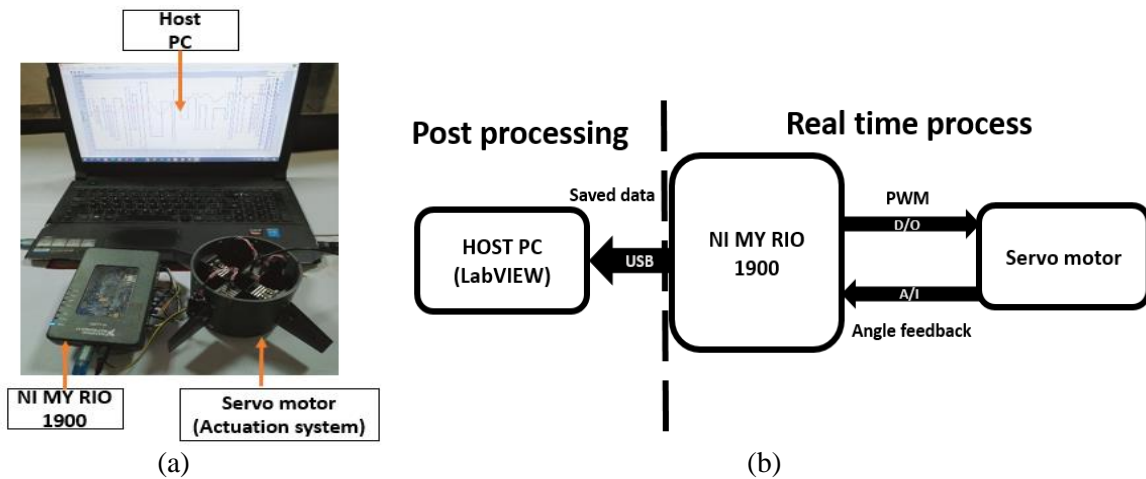 Host
PC
NI MY RIO
1900
Servo motor
(Actuation system)
(a)
Post processing
Real time process
Saved data
HOST PC
(LabVIEW)
USB
NI MY RIO
1900
PWM
D/O
A/I
Angle feedback
Servo motor
(b)